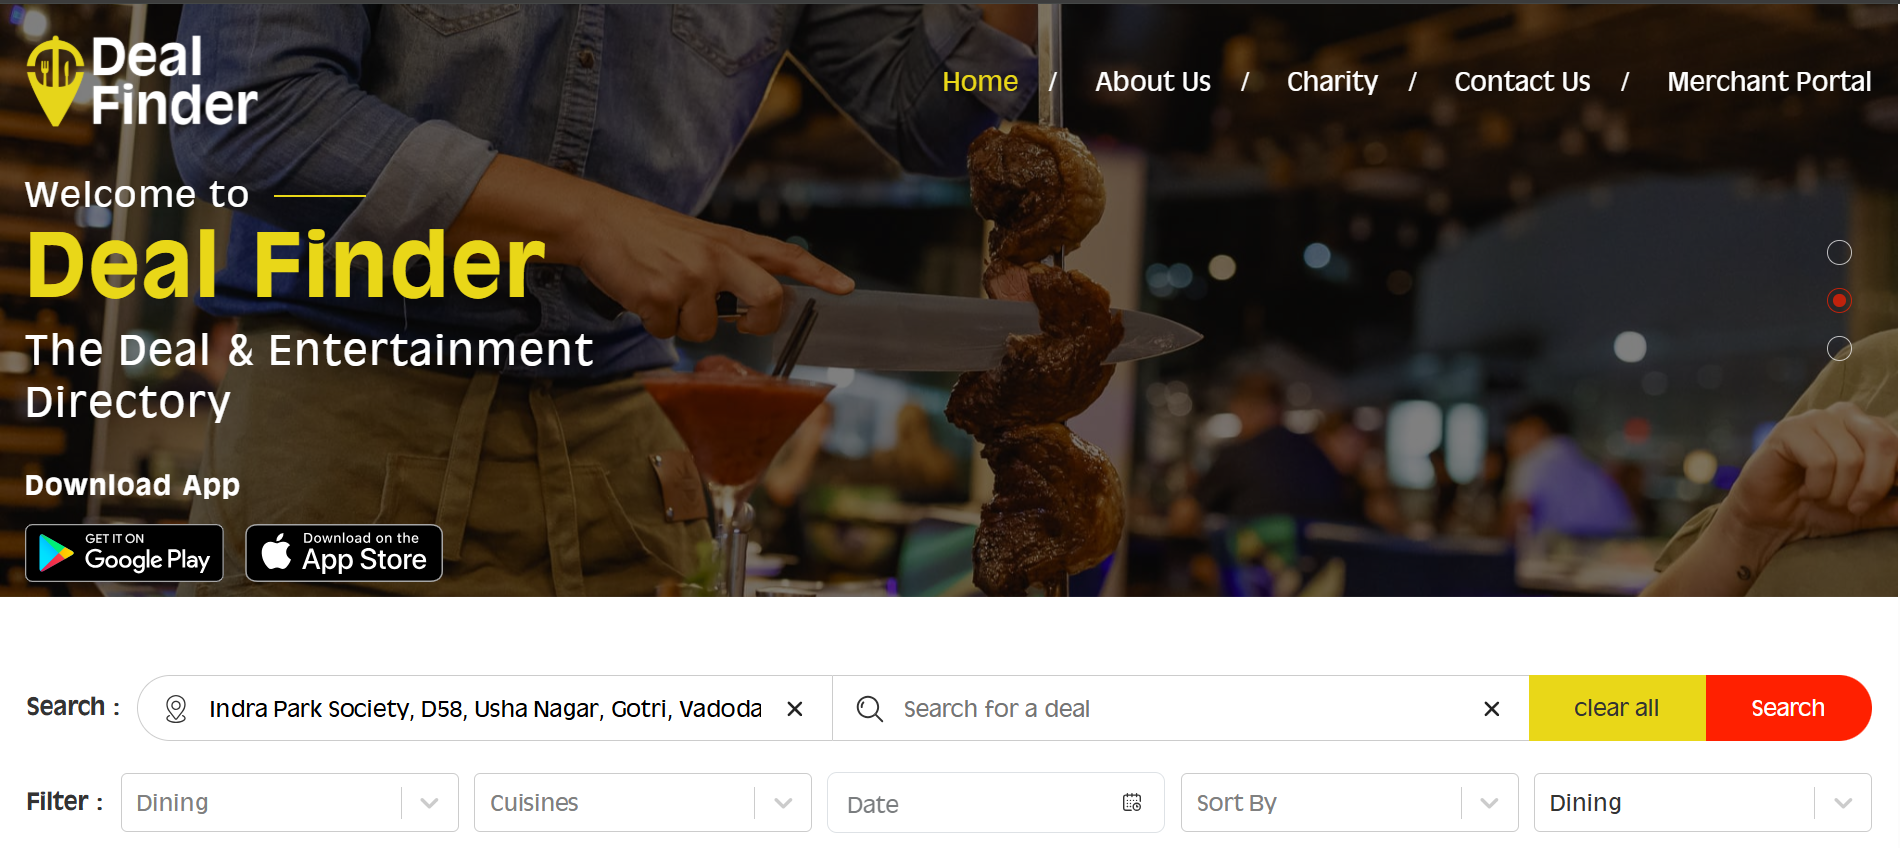 Deal
Finder
Home / About Us / Charity / Contact Us / Merchant Portal
Welcome to
Deal Finder
The Deal & Entertainment
Directory
Download App
GET IT ON
Google Play
Download on the
App Store
Search : Indra Park Society, D58, Usha Nagar, Gotri, Vadoda Search for a deal clear all Search
Filter : Dining Cuisines Date Sort By Dining